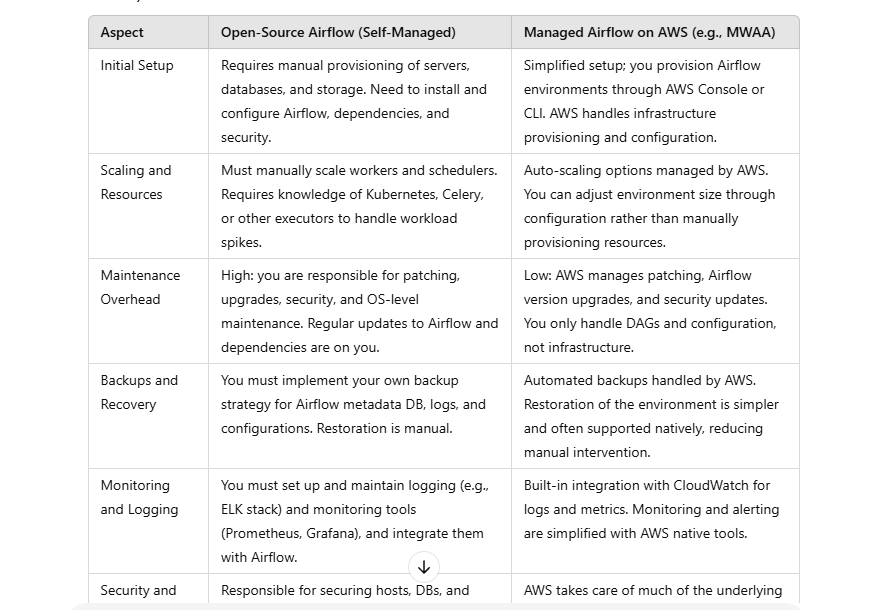 Aspect
Open-Source Airflow (Self-Managed)
Managed Airflow on AWS (e.g., MWAA)
Initial Setup
Requires manual provisioning of servers,
databases, and storage. Need to install and
configure Airflow, dependencies, and
security.
Simplified setup; you provision Airflow
environments through AWS Console or
CLI. AWS handles infrastructure
provisioning and configuration.
Scaling and
Resources
Must manually scale workers and schedulers.
Requires knowledge of Kubernetes, Celery,
or other executors to handle workload
spikes.
Auto-scaling options managed by AWS.
You can adjust environment size through
configuration rather than manually
provisioning resources.
Maintenance
Overhead
High: you are responsible for patching,
upgrades, security, and OS-level
maintenance. Regular updates to Airflow and
dependencies are on you.
Low: AWS manages patching, Airflow
version upgrades, and security updates.
You only handle DAGs and configuration,
not infrastructure.
Backups and
Recovery
You must implement your own backup
strategy for Airflow metadata DB, logs, and
configurations. Restoration is manual.
Automated backups handled by AWS.
Restoration of the environment is simpler
and often supported natively, reducing
manual intervention.
Monitoring
and Logging
You must set up and maintain logging (e.g.,
ELK stack) and monitoring tools
(Prometheus, Grafana), and integrate them
with Airflow.
Built-in integration with CloudWatch for
logs and metrics. Monitoring and alerting
are simplified with AWS native tools.
Security and
Responsible for securing hosts, DBs, and
AWS takes care of much of the underlying